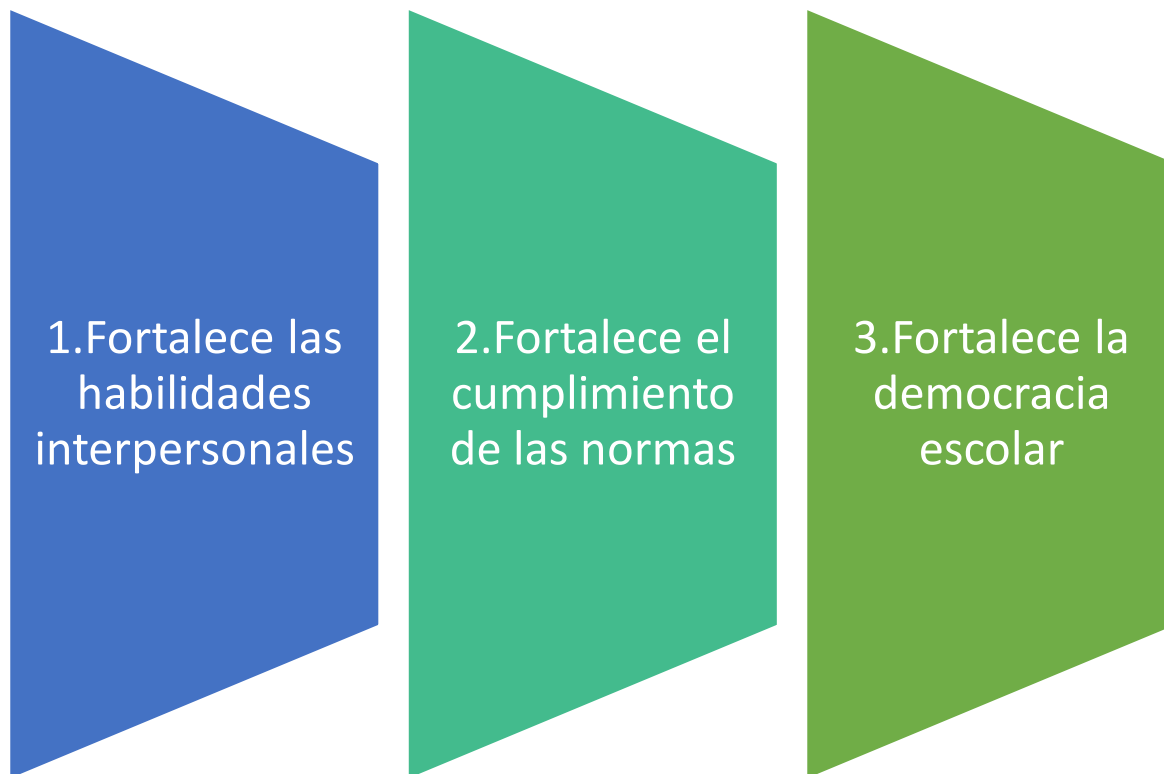 1.Fortalece las
habilidades
interpersonales
2.Fortalece el
cumplimiento
de las normas
3.Fortalece la
democracia
escolar